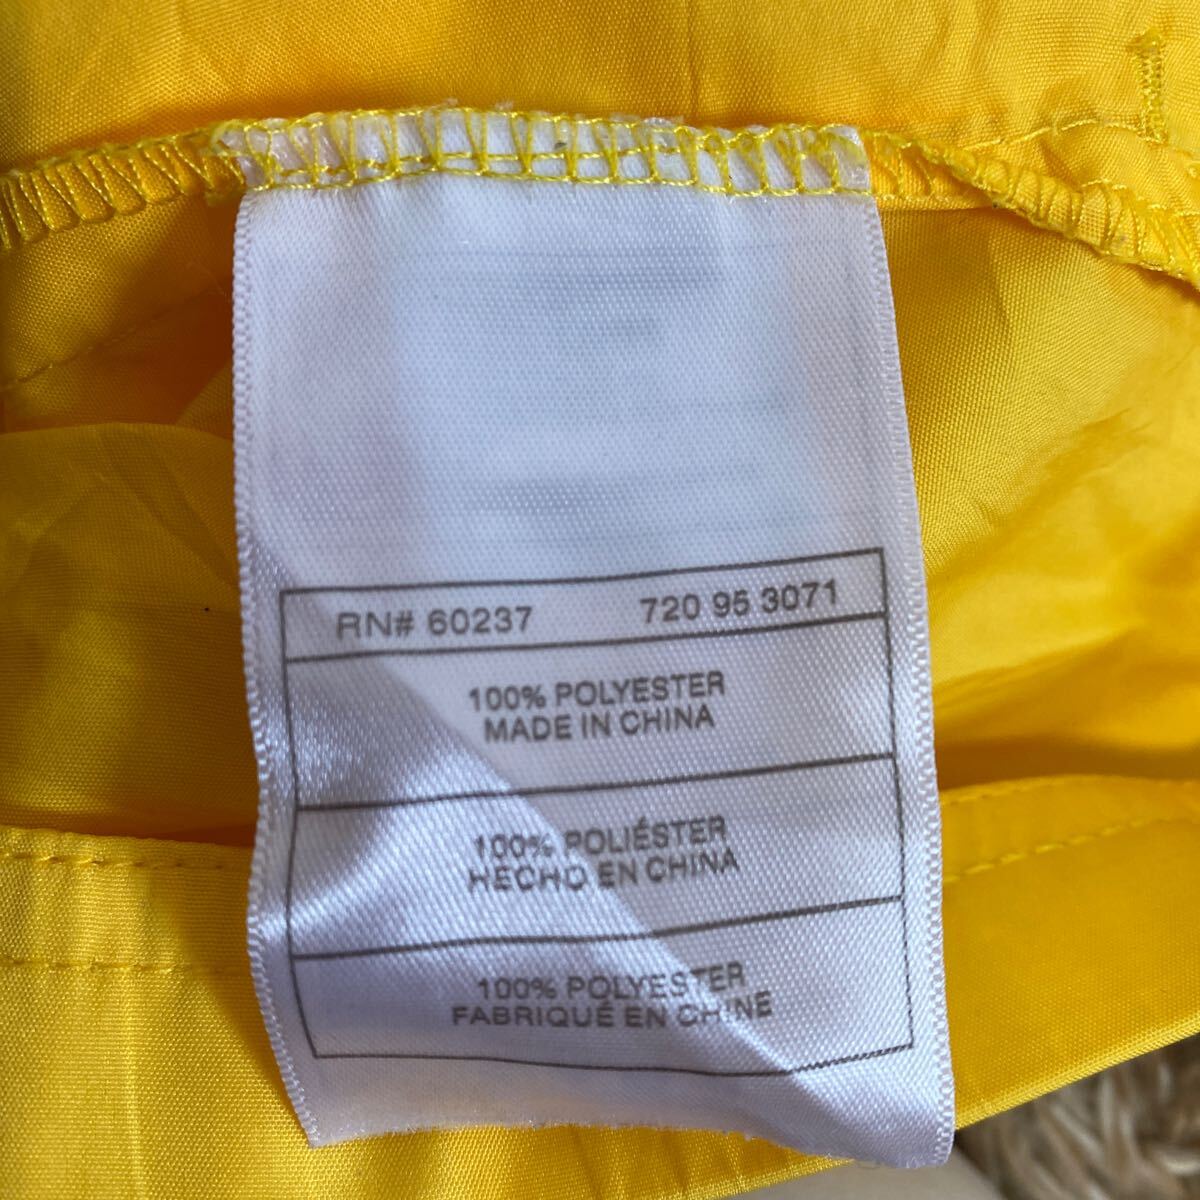 RN# 60237 720 95 3071
100% POLYESTER
MADE IN CHINA
100% POLIÉSTER
HECHO EN CHINA
100% POLYESTER
FABRIQUÉ EN CHINE